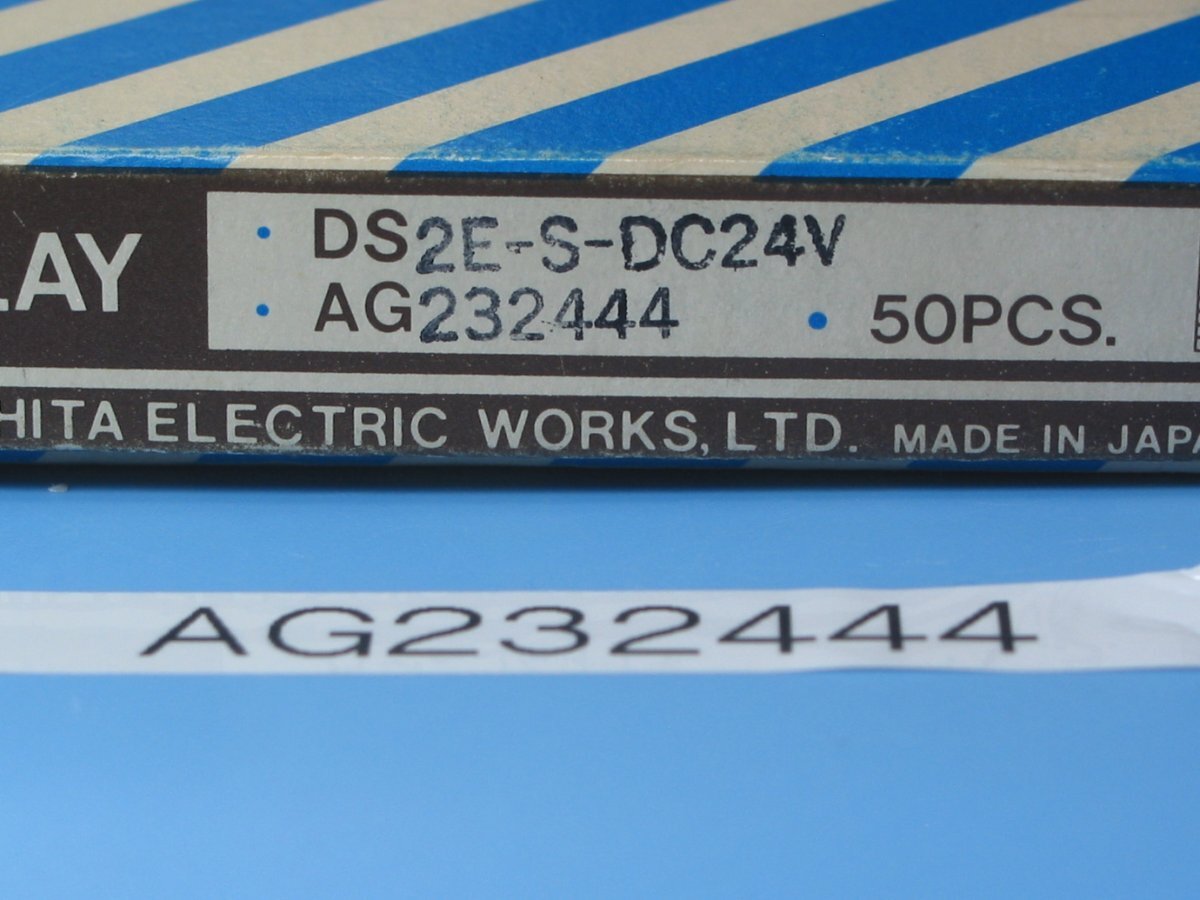 LAY
· DS2E-S-DC24V
· AG232444 · 50PCS.
HITA ELECTRIC WORKS, LTD. MADE IN JAPA
AG232444